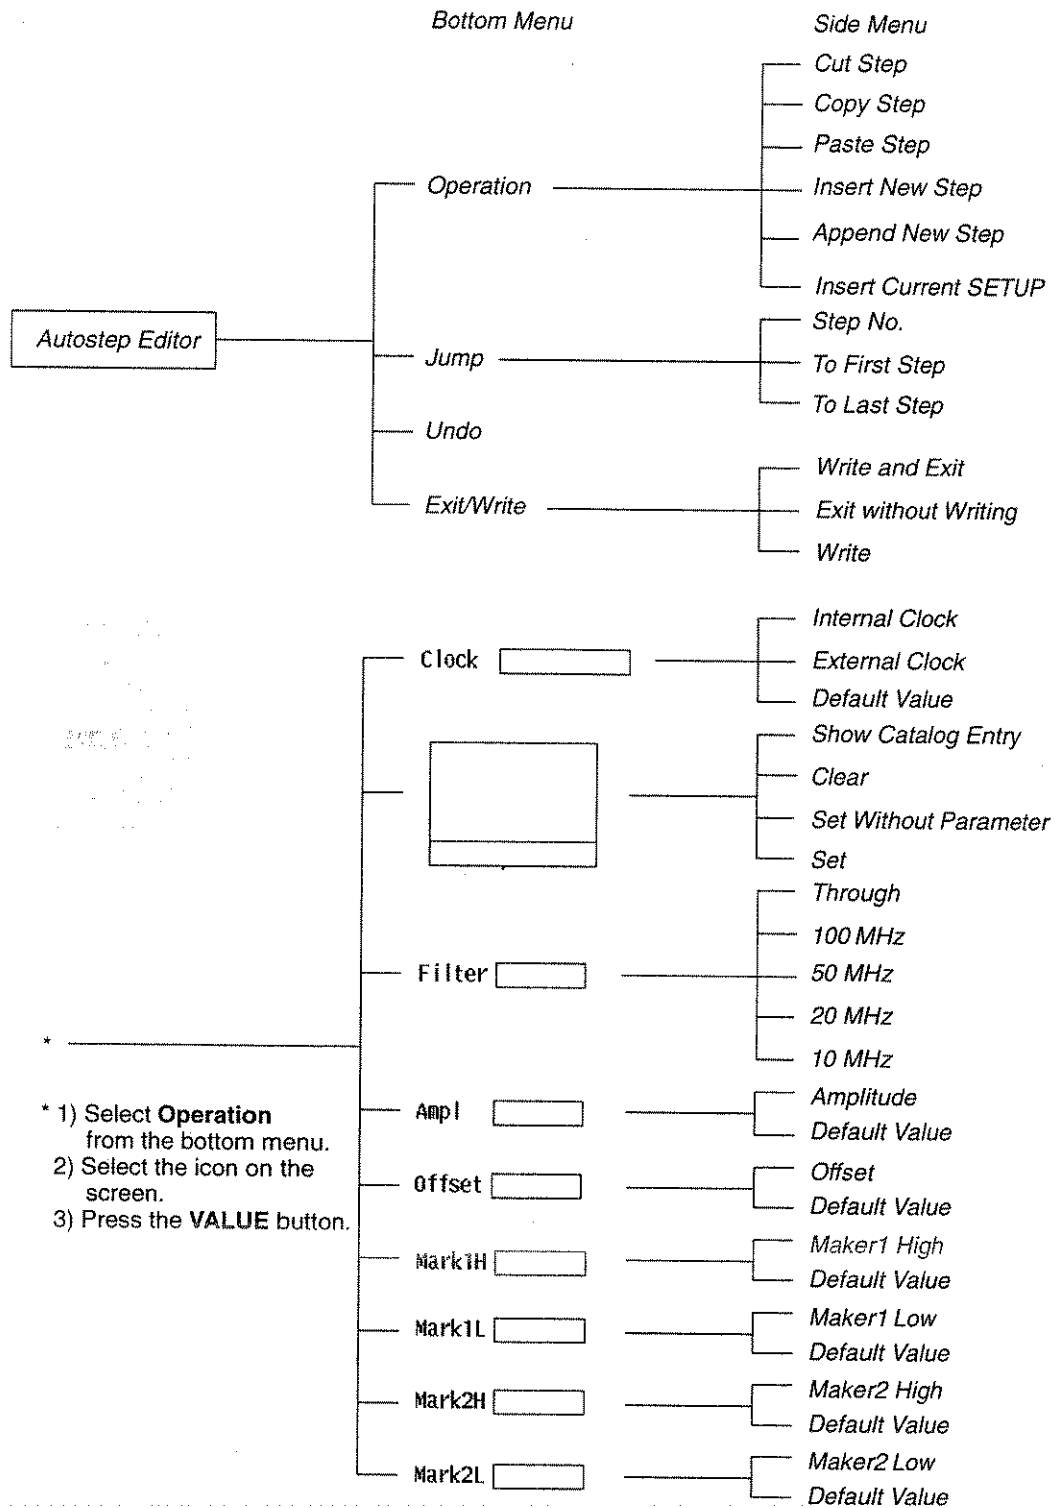 Bottom Menu
Side Menu
Cut Step
Copy Step
Paste Step
Operation
Insert New Step
Append New Step
Insert Current SETUP
Autostep Editor
Step No.
Jump
To First Step
To Last Step
Undo
Write and Exit
Exit/Write
Exit without Writing
Write
Internal Clock
Clock
External Clock
Default Value
Show Catalog Entry
Clear
Set Without Parameter
Set
Through
100 MHz
Filter
50 MHz
20 MHz
10 MHz
*
* 1) Select Operation
from the bottom menu.
2) Select the icon on the
screen.
3) Press the VALUE button.
Ampl
Amplitude
Default Value
Offset
Offset
Default Value
Mark1H
Maker1 High
Default Value
Mark1L
Maker1 Low
Default Value
Mark2H
Maker2 High
Default Value
Mark2L
Maker2 Low
Default Value